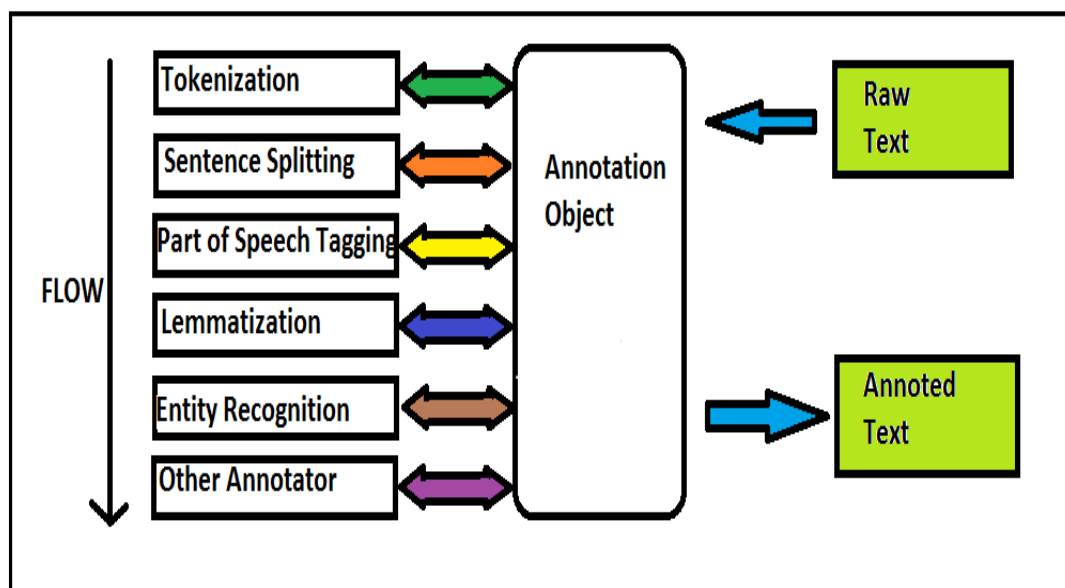 FLOW
Tokenization
Sentence Splitting
Part of Speech Tagging
Lemmatization
Entity Recognition
Other Annotator
Annotation
Object
Raw
Text
Annoted
Text